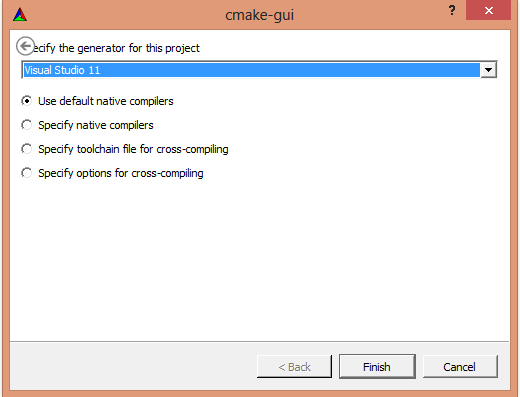 cmake-gui
?
ecify the generator for this project
Visual Studio 11
Use default native compilers
Specify native compilers
Specify toolchain file for cross-compiling
Specify options for cross-compiling
< Back
Finish
Cancel